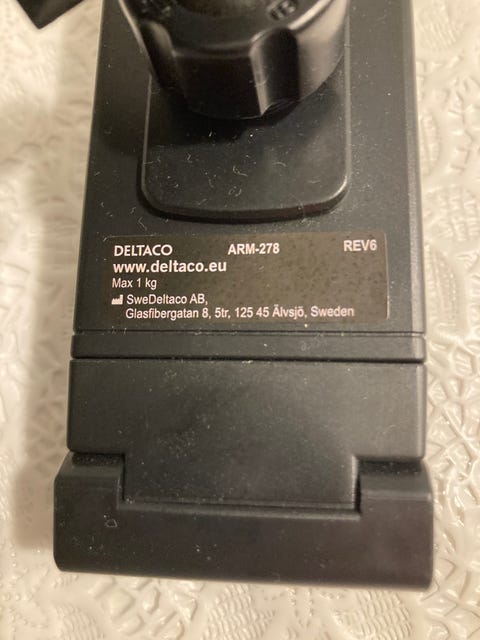 DELTACO ARM-278 REV6
www.deltaco.eu
Max 1 kg
SweDeltaco AB,
Glasfibergatan 8, 5tr, 125 45 Älvsjö, Sweden